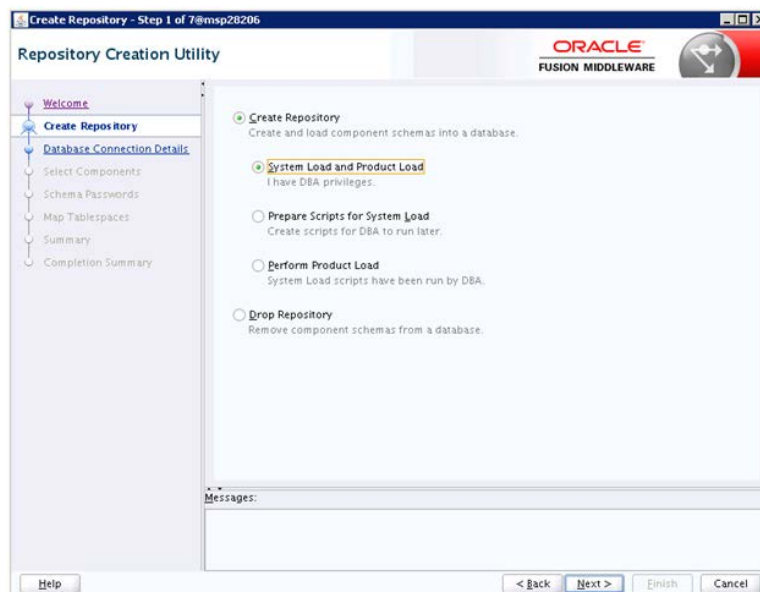 Create Repository - Step 1 of 7@msp28206
Repository Creation Utility
ORACLE
FUSION MIDDLEWARE
Welcome
Create Repository
Database Connection Details
Select Components
Schema Passwords
Map Tablespaces
Summary
Completion Summary
Create Repository
Create and load component schemas into a database.
System Load and Product Load
I have DBA privileges.
Prepare Scripts for System Load
Create scripts for DBA to run later.
Perform Product Load
System Load scripts have been run by DBA.
Drop Repository
Remove component schemas from a database.
Messages:
Help
< Back
Next >
Finish
Cancel